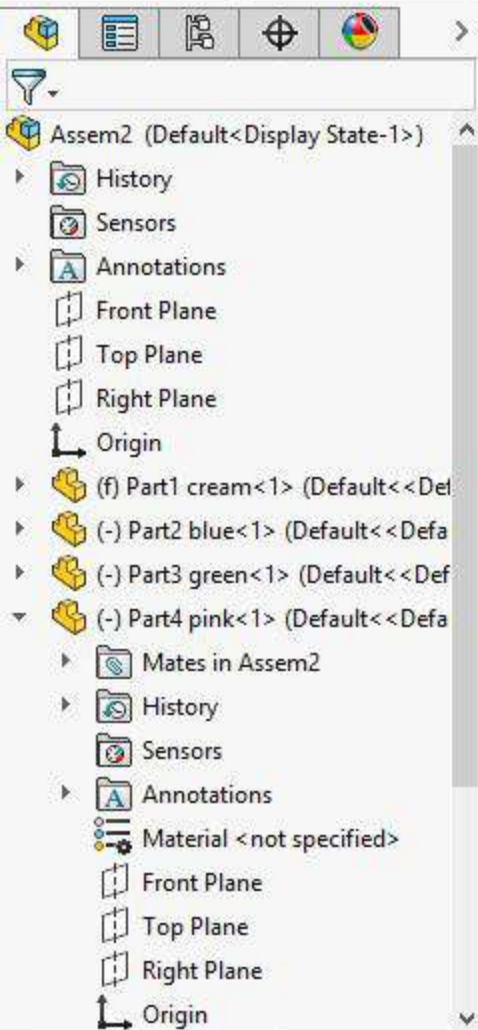 Assem2 (Default<Display State-1>)
History
Sensors
A Annotations
Front Plane
Top Plane
Right Plane
Origin
(f) Part1 cream<1> (Default<<Def
(-) Part2 blue<1> (Default<<Defa
(-) Part3 green<1> (Default<<Def
(-) Part4 pink<1> (Default<<Defa
Mates in Assem2
History
Sensors
A Annotations
Material <not specified>
Front Plane
Top Plane
Right Plane
Origin